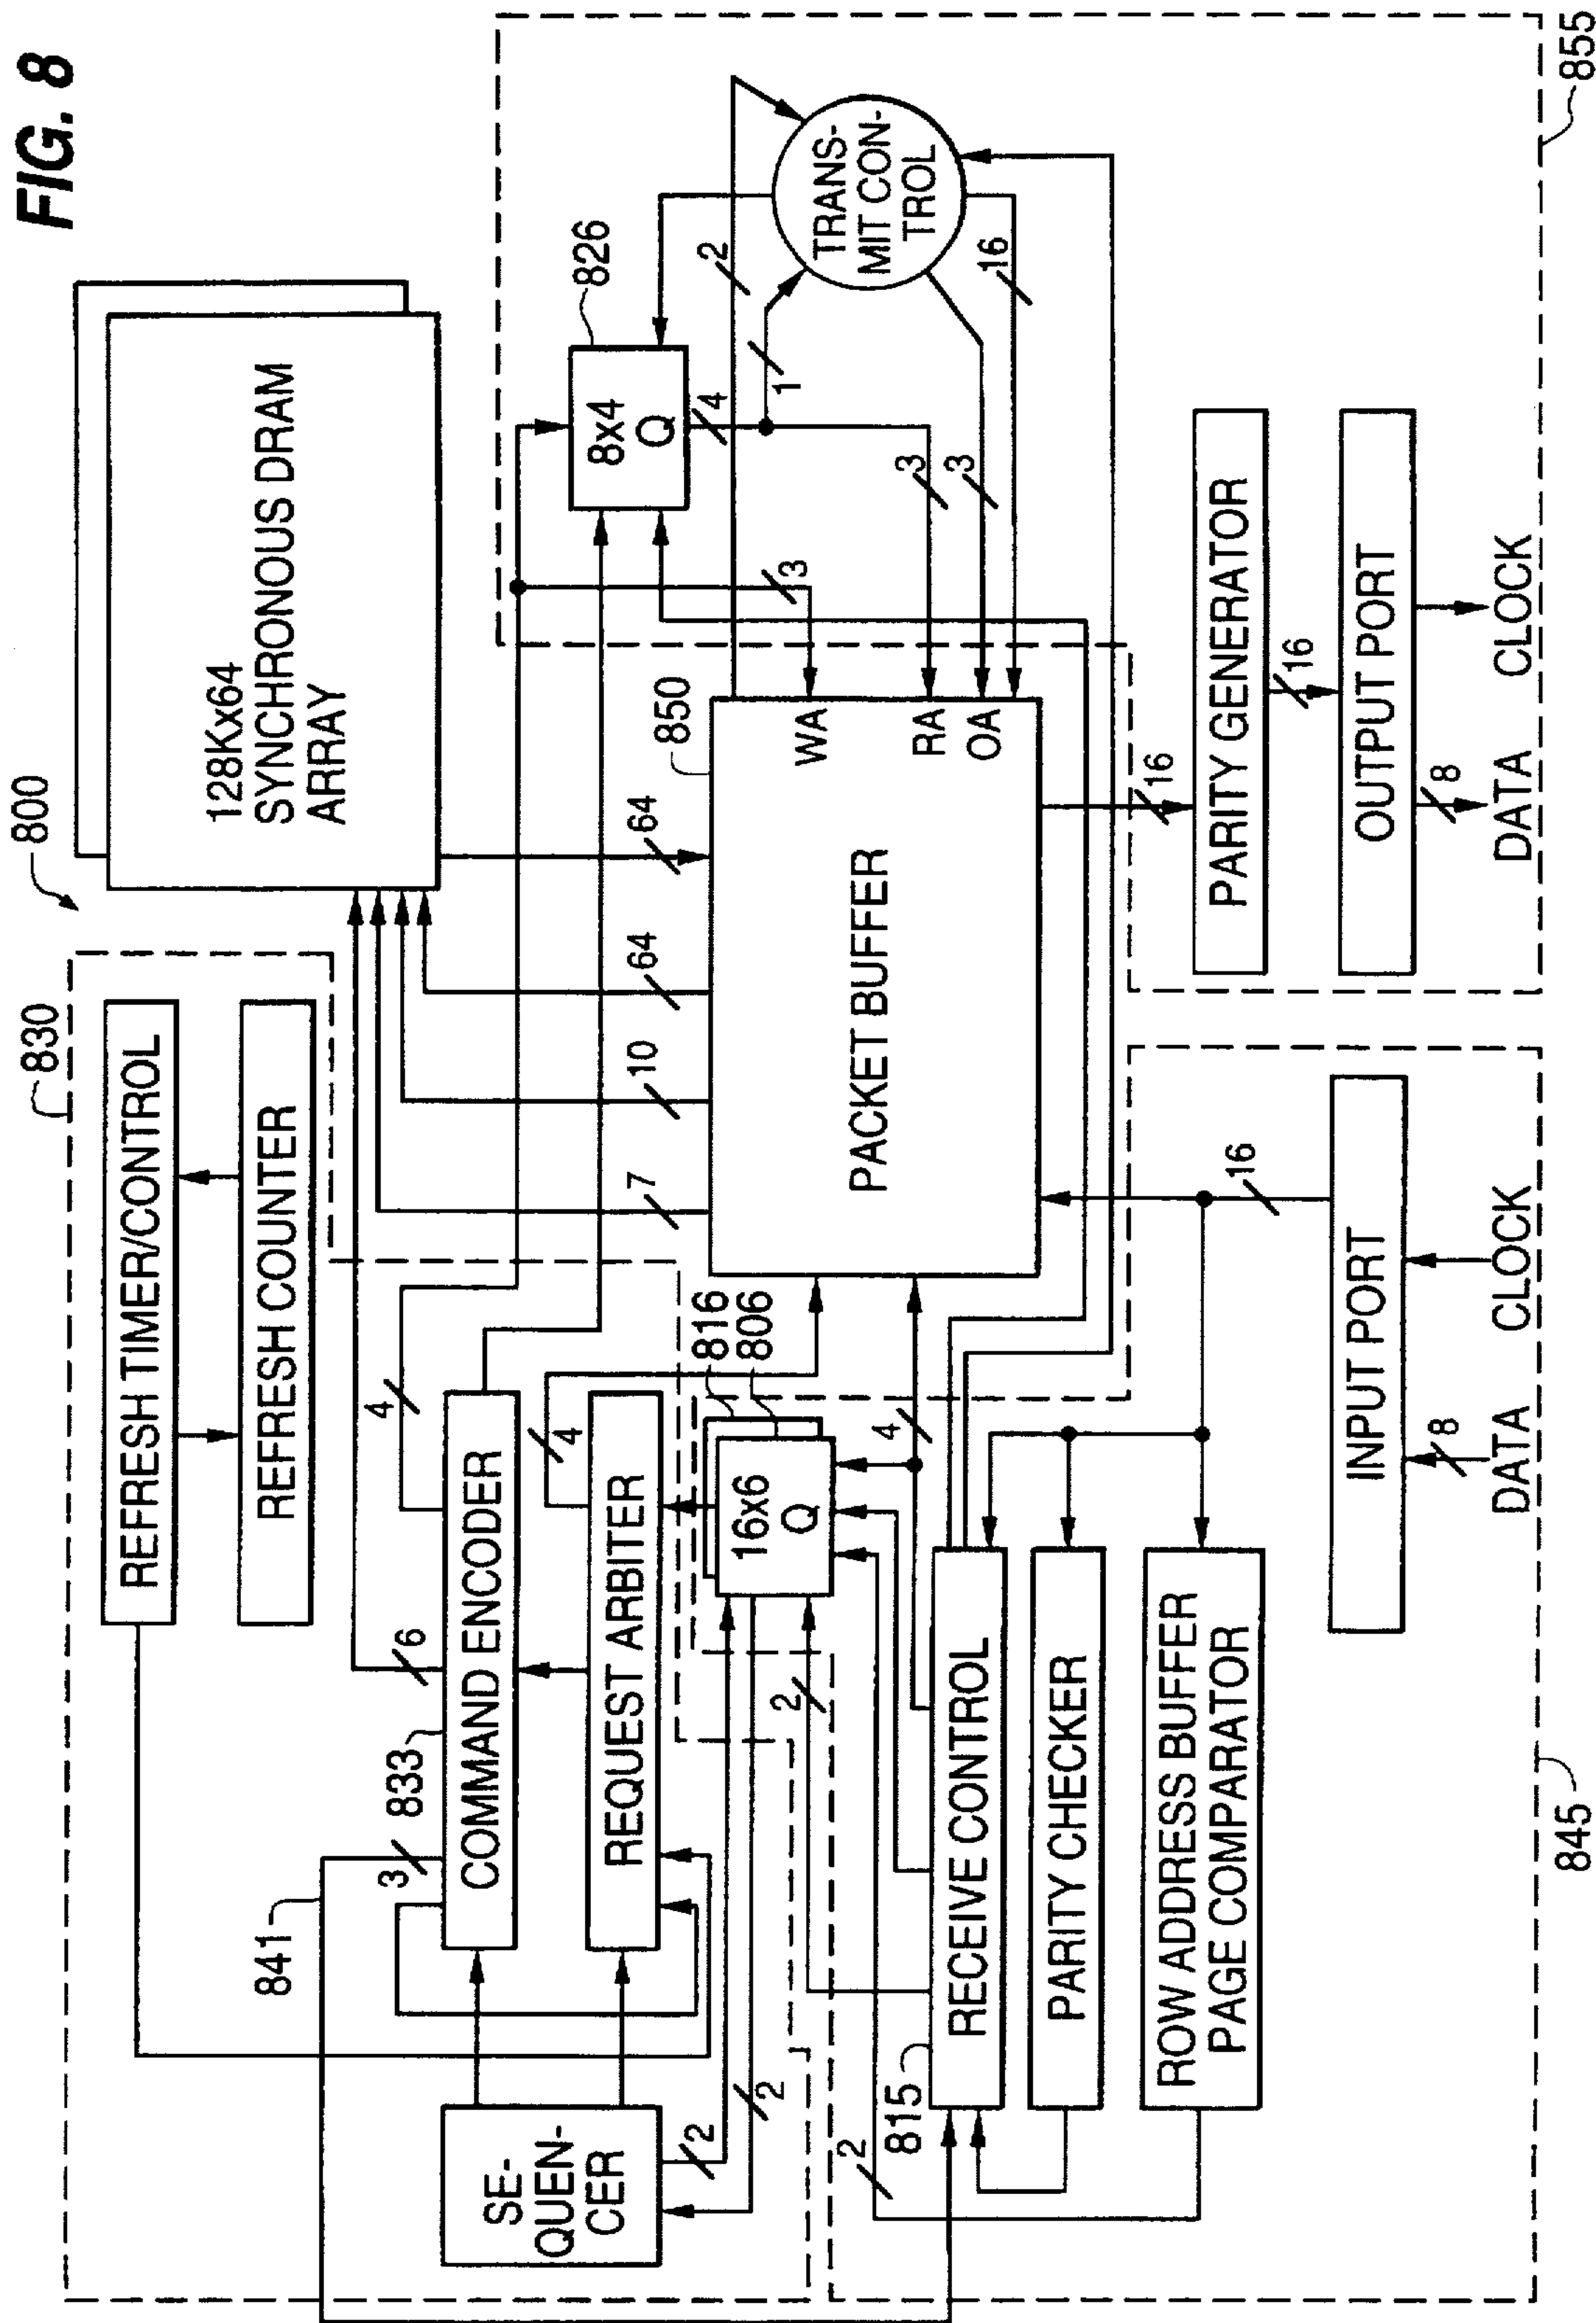 FIG. 8
800
830
REFRESH TIMER/CONTROL
REFRESH COUNTER
128Kx64
SYNCHRONOUS DRAM
ARRAY
841
3
833
6
4
COMMAND ENCODER
REQUEST ARBITER
4
SE-
QUEN-
CER
2
2
816
806
16x6
Q
2
2
4
7
10
64
64
850
PACKET BUFFER
WA
RA
OA
3
3
3
826
8x4
Q
4
1
2
16
TRANS-
MIT CON-
TROL
815
RECEIVE CONTROL
PARITY CHECKER
ROW ADDRESS BUFFER
PAGE COMPARATOR
16
INPUT PORT
8
DATA
CLOCK
845
16
PARITY GENERATOR
16
OUTPUT PORT
8
DATA
CLOCK
855